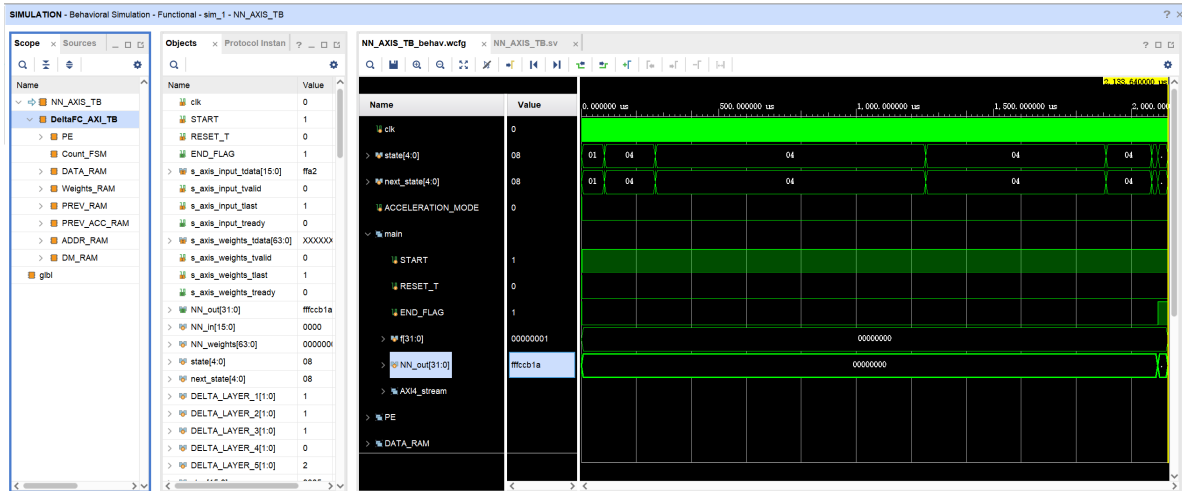 SIMULATION - Behavioral Simulation - Functional - sim_1 - NN_AXIS_TB
Scope
Sources
Name
NN_AXIS_TB
DeltaFC_AXI_TB
PE
Count_FSM
DATA_RAM
Weights_RAM
PREV_RAM
PREV_ACC_RAM
ADDR_RAM
DM_RAM
glbl
Objects
Protocol Instan
Name Value
clk 0
START 1
RESET_T 0
END_FLAG 1
s_axis_input_tdata[15:0] ffa2
s_axis_input_tvalid 0
s_axis_input_tlast 1
s_axis_input_tready 0
s_axis_weights_tdata[63:0] XXXXXX
s_axis_weights_tvalid 0
s_axis_weights_tlast 1
s_axis_weights_tready 0
NN_out[31:0] fffccb1a
NN_in[15:0] 0000
NN_weights[63:0] 0000000
state[4:0] 08
next_state[4:0] 08
DELTA_LAYER_1[1:0] 1
DELTA_LAYER_2[1:0] 1
DELTA_LAYER_3[1:0] 1
DELTA_LAYER_4[1:0] 0
DELTA_LAYER_5[1:0] 2
NN_AXIS_TB_behav.wcfg
NN_AXIS_TB.sv
2,133.640000 us
Name Value
0.000000 us 500.000000 us 1,000.000000 us 1,500.000000 us 2,000.000
clk 0
state[4:0] 08 01 04 04 04 04
next_state[4:0] 08 01 04 04 04 04
ACCELERATION_MODE 0
main
START 1
RESET_T 0
END_FLAG 1
f[31:0] 00000001 00000000
NN_out[31:0] fffccb1a 00000000
AXI4_stream
PE
DATA_RAM